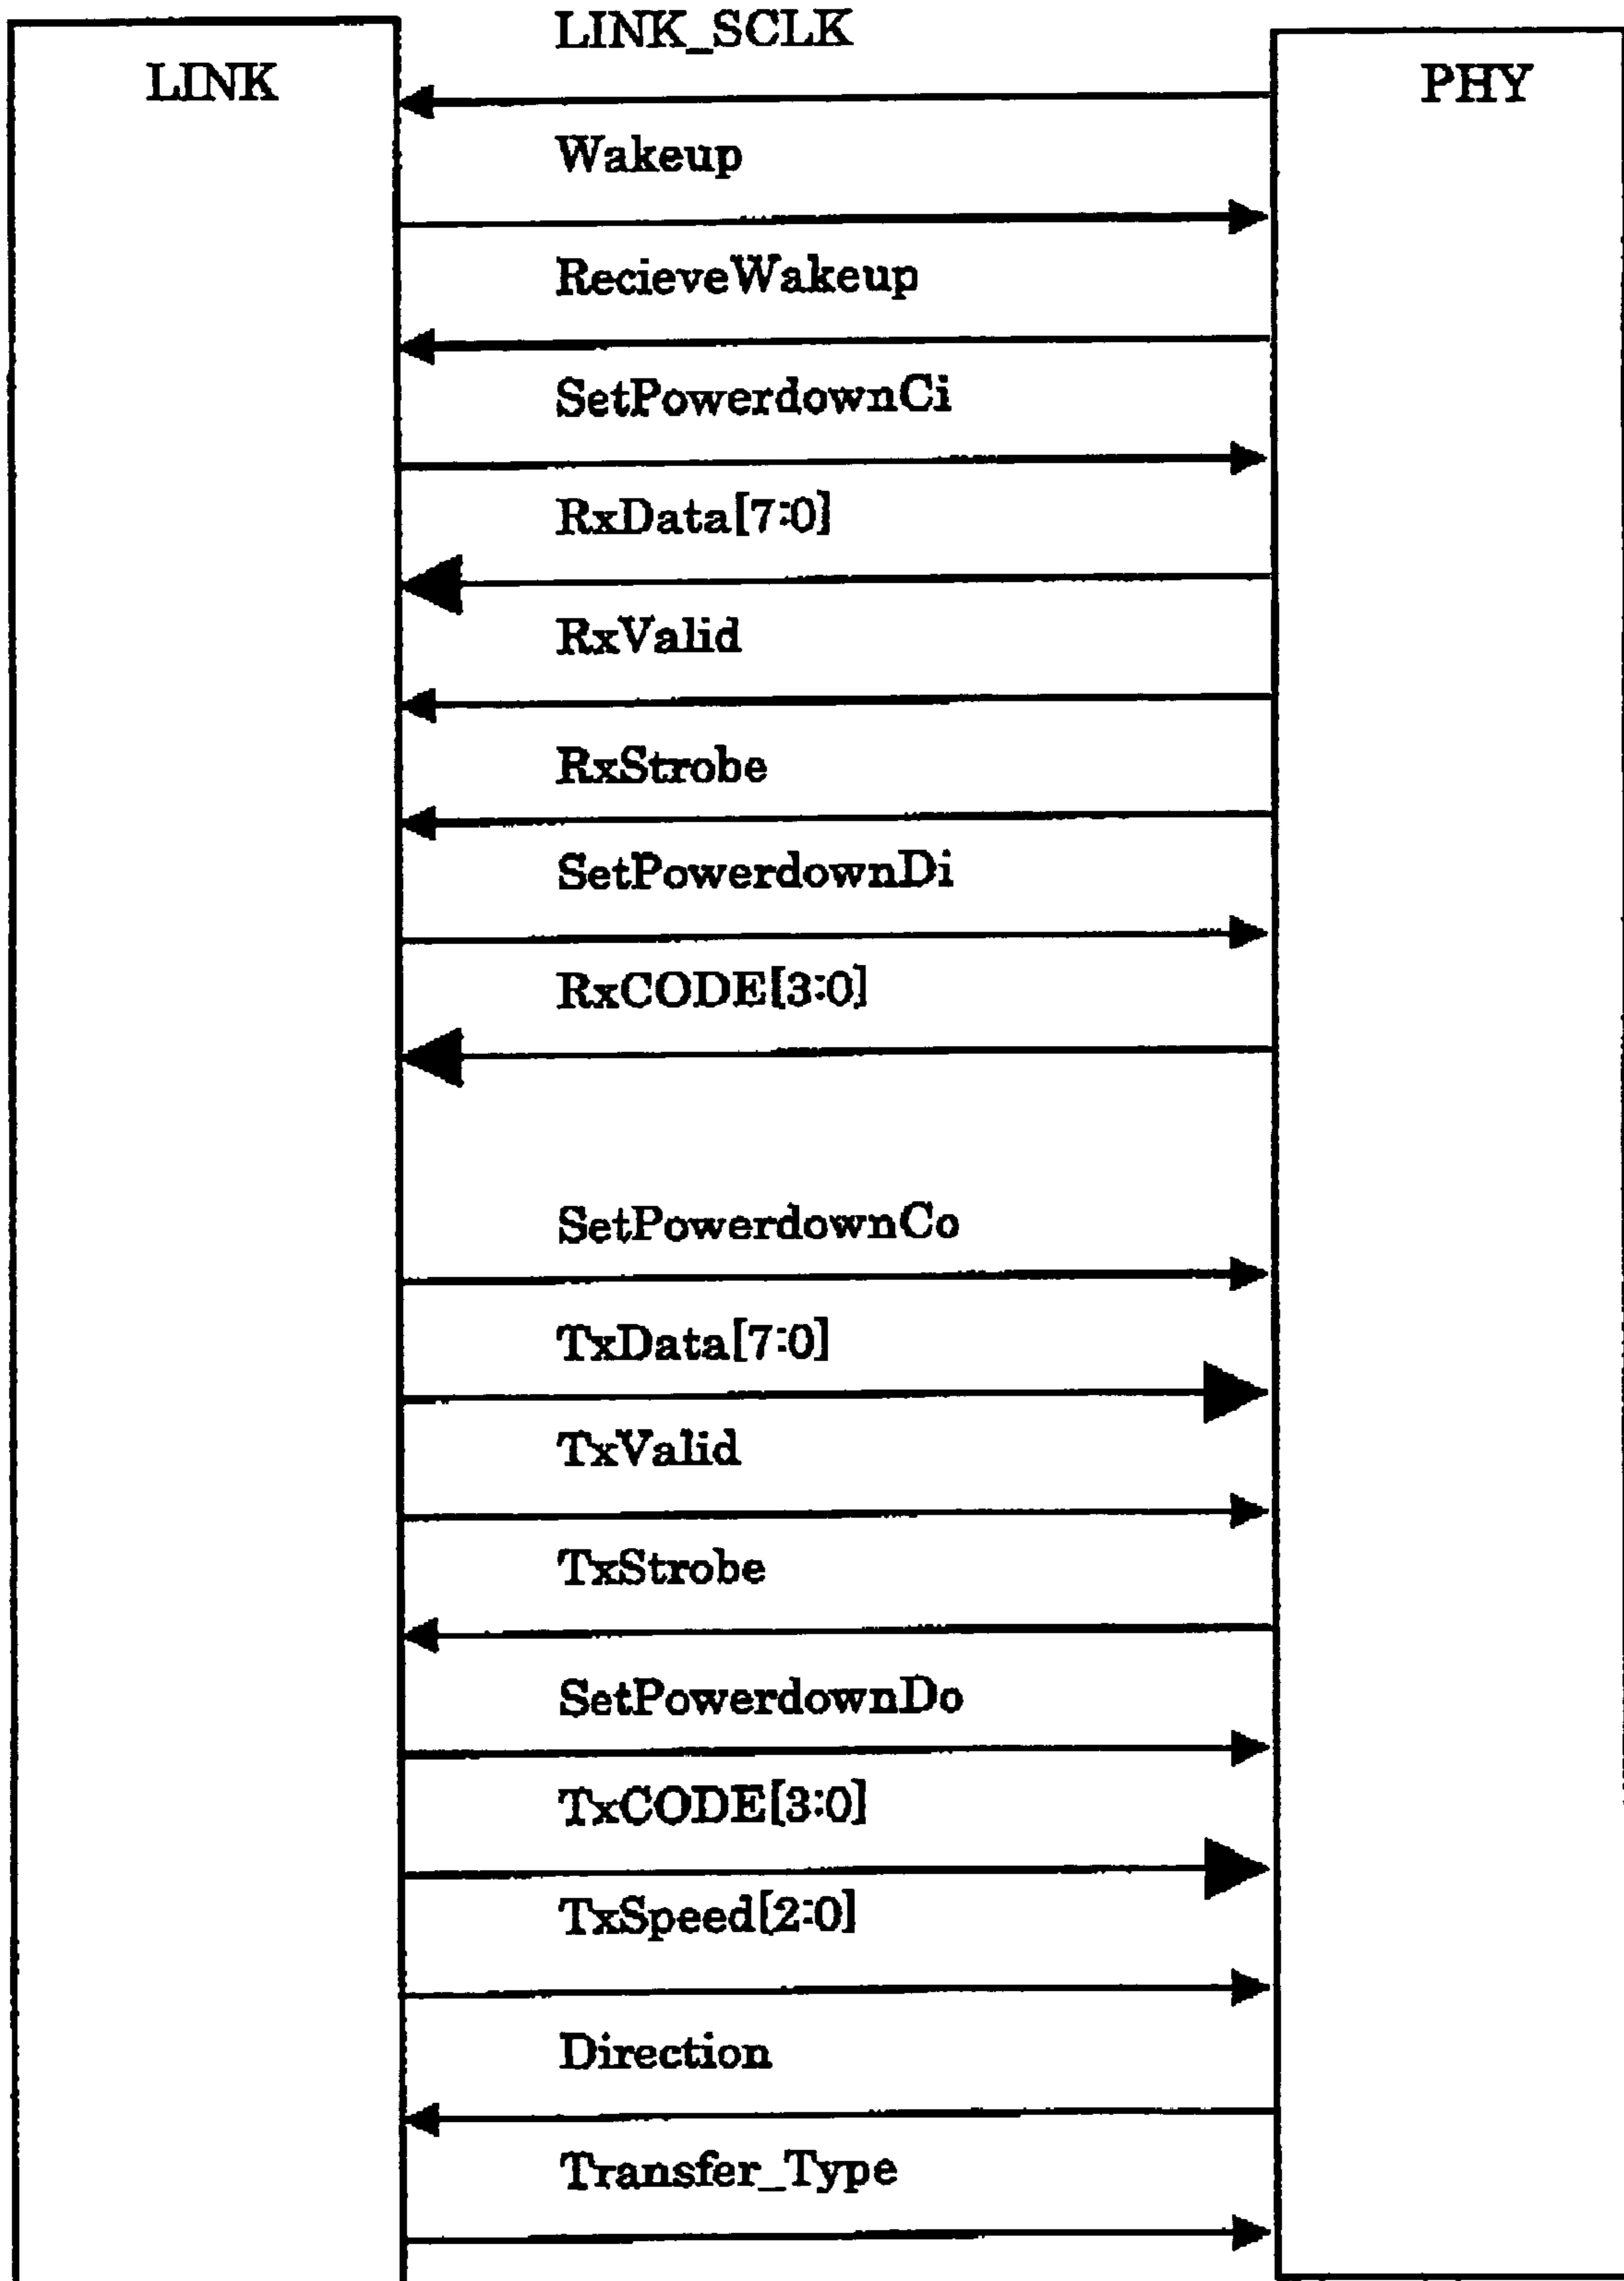 LINK_SCLK
LINK
PHY
Wakeup
RecieveWakeup
SetPowerdownCi
RxData[7:0]
RxValid
RxStrobe
SetPowerdownDi
RxCODE[3:0]
SetPowerdownCo
TxData[7:0]
TxValid
TxStrobe
SetPowerdownDo
TxCODE[3:0]
TxSpeed[2:0]
Direction
Transfer_Type